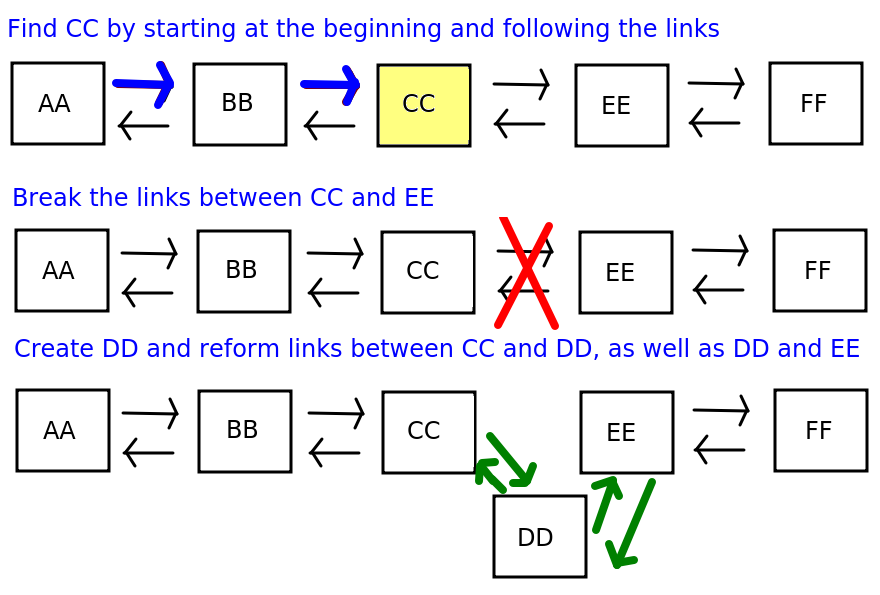 Find CC by starting at the beginning and following the links
AA BB CC EE FF
Break the links between CC and EE
AA BB CC EE FF
Create DD and reform links between CC and DD, as well as DD and EE
AA BB CC EE FF
DD